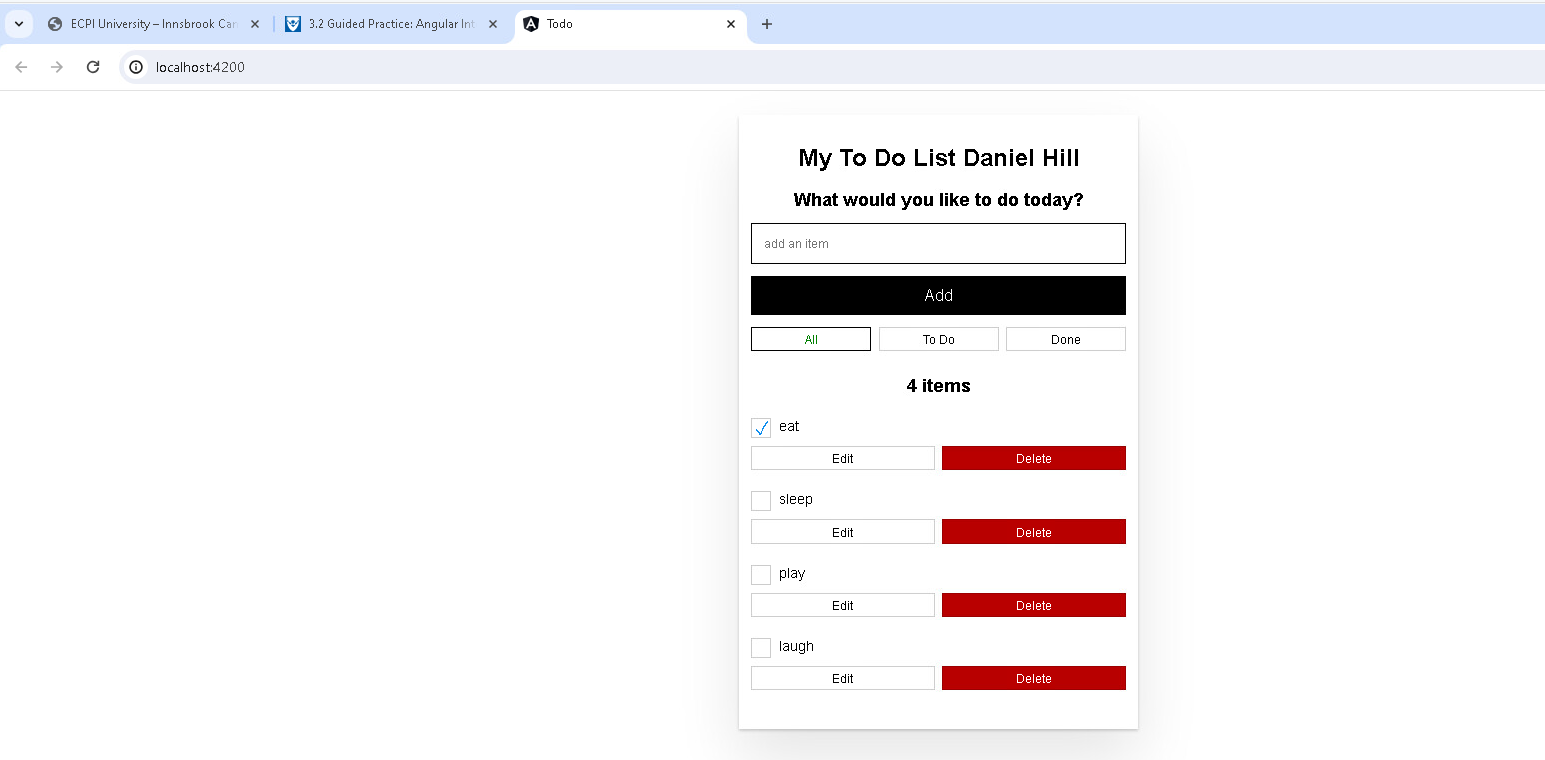 ECPI University – Innsbrook Can
3.2 Guided Practice: Angular Int
Todo
localhost:4200
My To Do List Daniel Hill
What would you like to do today?
add an item
Add
All To Do Done
4 items
eat
Edit Delete
sleep
Edit Delete
play
Edit Delete
laugh
Edit Delete